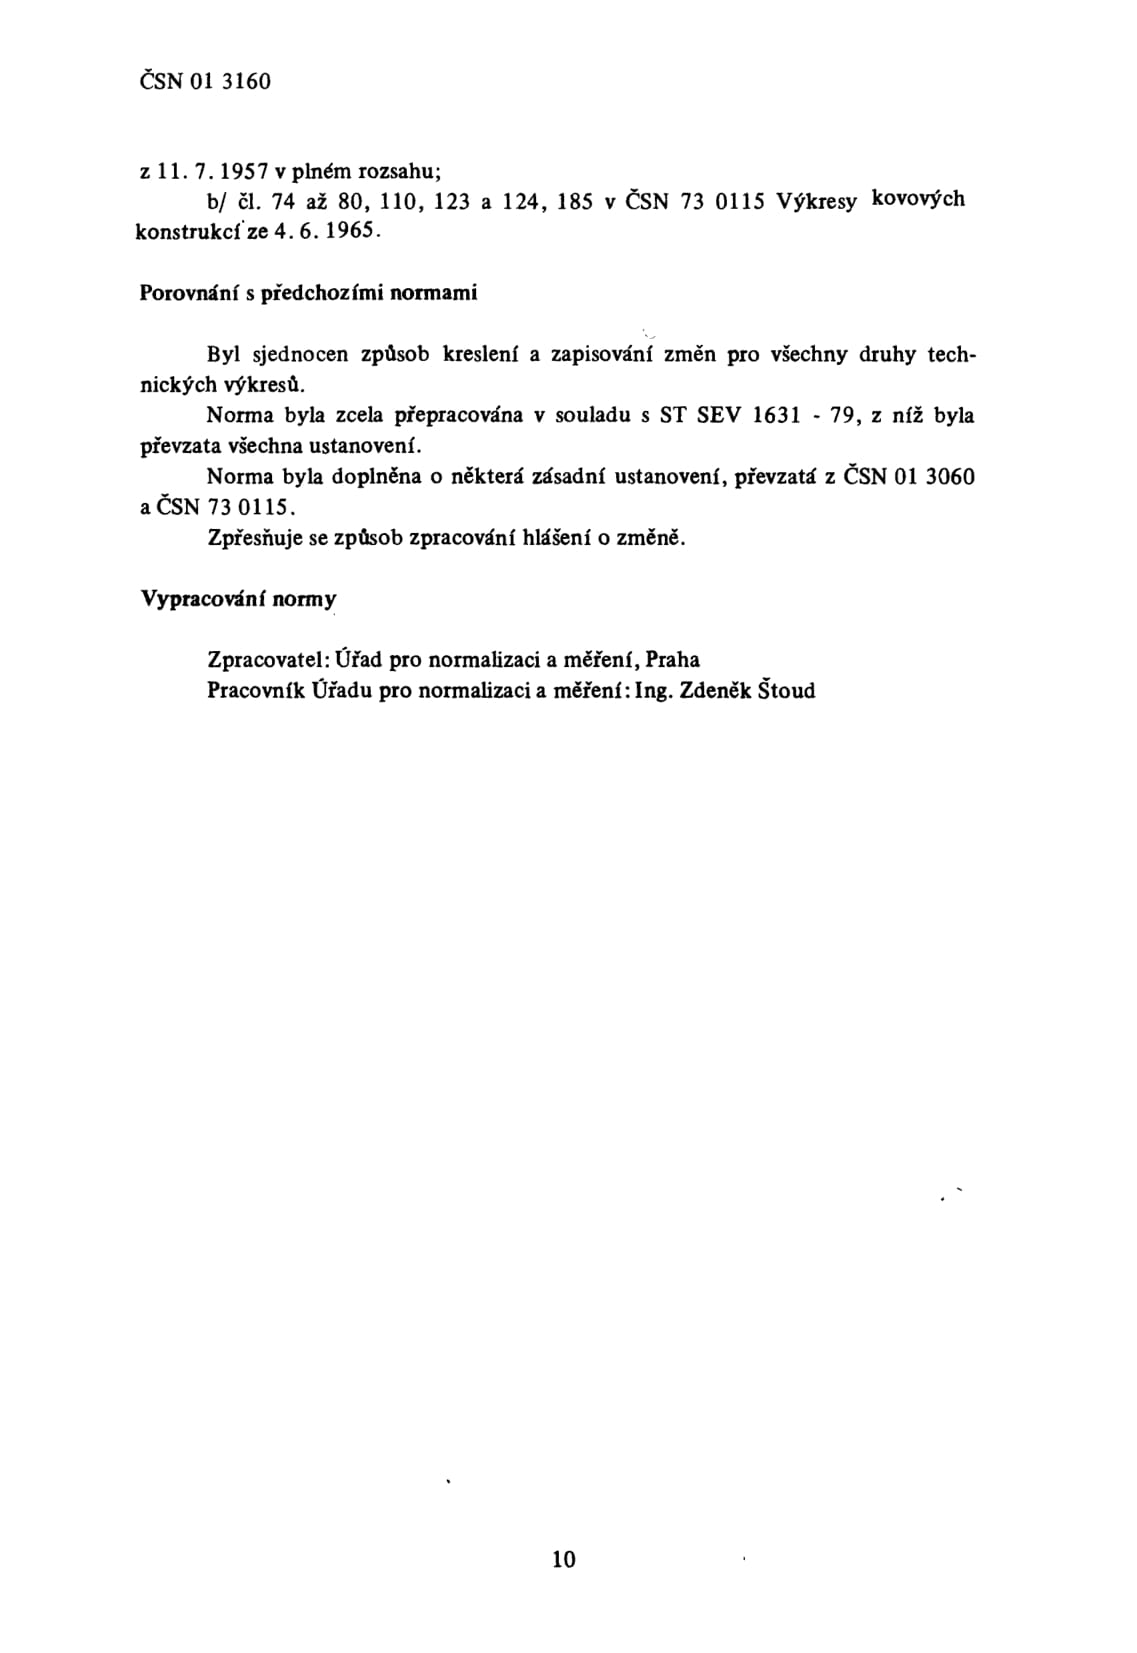 ČSN 01 3160
z 11. 7. 1957 v plném rozsahu;
b/ čl. 74 až 80, 110, 123 a 124, 185 v ČSN 73 0115 Výkresy kovových
konstrukcí ze 4. 6. 1965.
Porovnání s předchozími normami
Byl sjednocen způsob kreslení a zapisování změn pro všechny druhy tech-
nických výkresů.
Norma byla zcela přepracována v souladu s ST SEV 1631 - 79, z níž byla
převzata všechna ustanovení.
Norma byla doplněna o některá zásadní ustanovení, převzatá z ČSN 01 3060
a ČSN 73 0115.
Zpřesňuje se způsob zpracování hlášení o změně.
Vypracování normy
Zpracovatel: Úřad pro normalizaci a měření, Praha
Pracovník Úřadu pro normalizaci a měření: Ing. Zdeněk Štoud
10